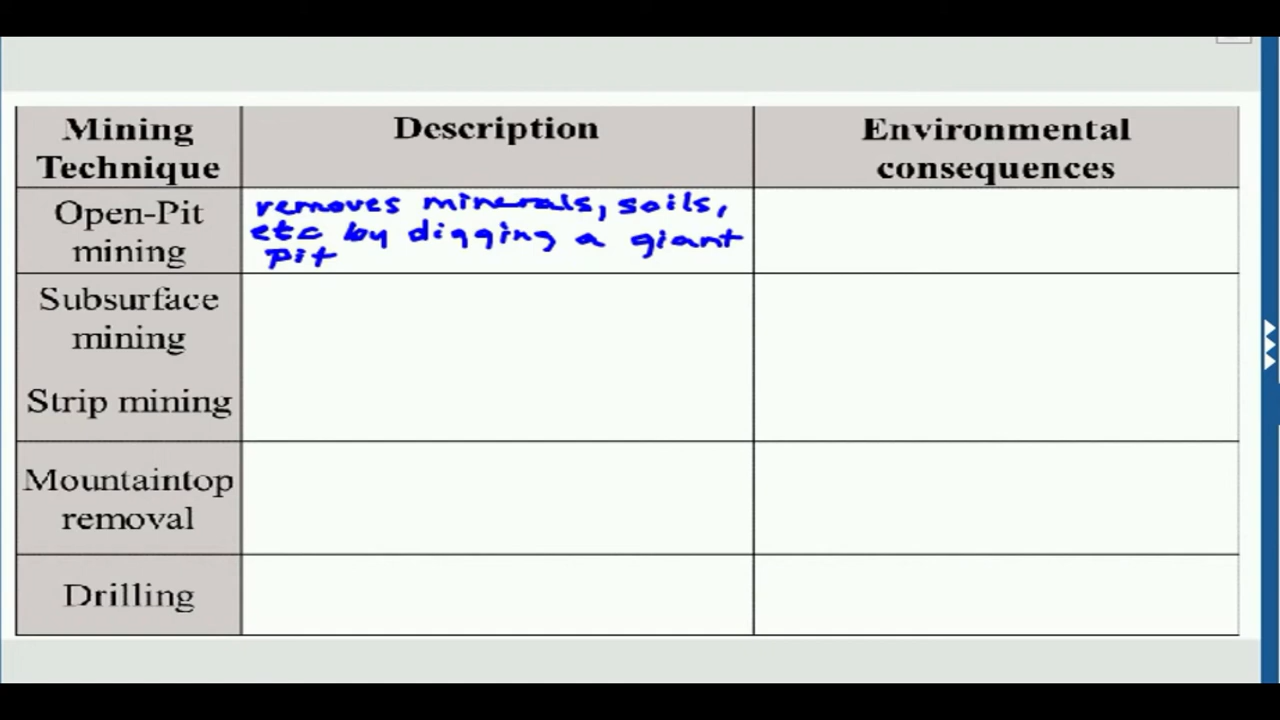 Mining Technique
Description
Environmental consequences
Open-Pit mining
removes minerals, soils,
etc by digging a giant
pit
Subsurface mining
Strip mining
Mountaintop removal
Drilling